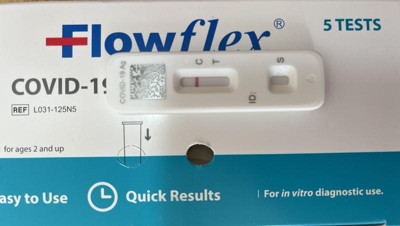 Flowflex®
5 TESTS
COVID-19
REF L031-125N5
for ages 2 and up
COVID-19 Ag
C
T
S
ID:
Easy to Use
Quick Results
For in vitro diagnostic use.